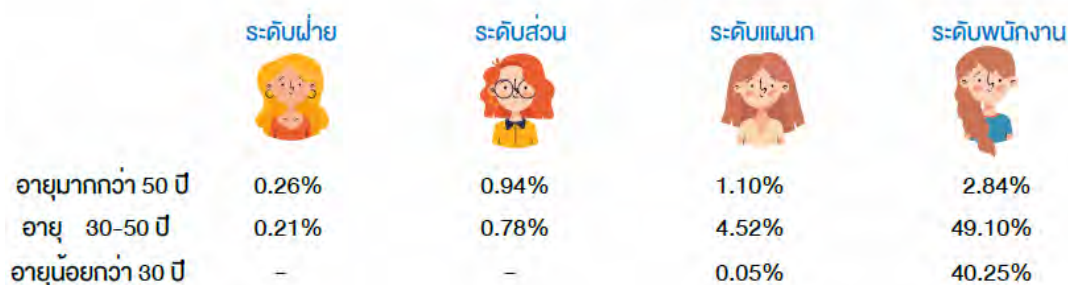 ระดับฝ่าย ระดับส่วน ระดับแผนก ระดับพนักงาน
อายุมากกว่า 50 ปี 0.26% 0.94% 1.10% 2.84%
อายุ 30-50 ปี 0.21% 0.78% 4.52% 49.10%
อายุน้อยกว่า 30 ปี - - 0.05% 40.25%